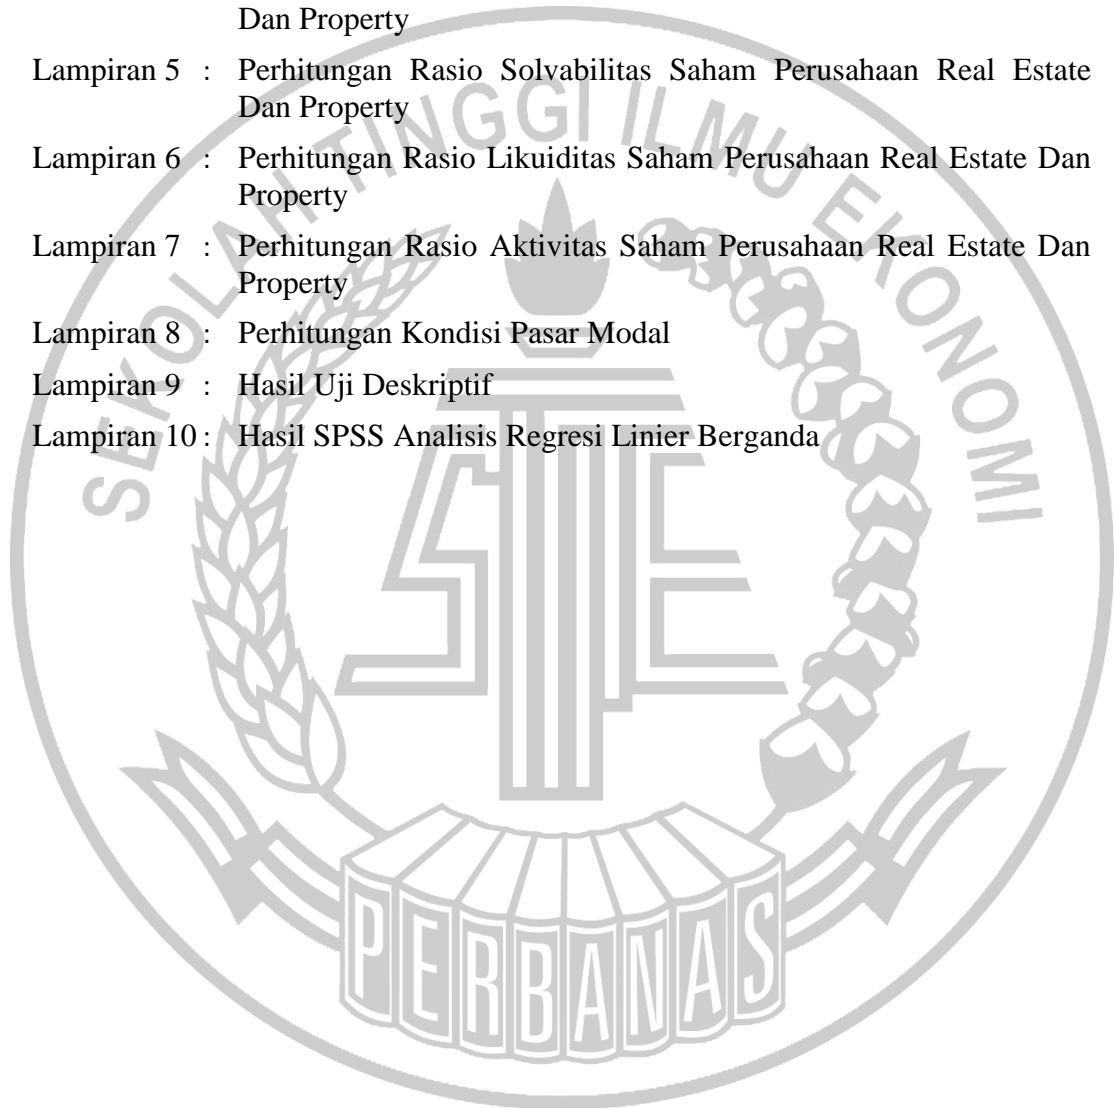 Dan Property
Lampiran 5 : Perhitungan Rasio Solvabilitas Saham Perusahaan Real Estate
Dan Property
Lampiran 6 : Perhitungan Rasio Likuiditas Saham Perusahaan Real Estate Dan
Property
Lampiran 7 : Perhitungan Rasio Aktivitas Saham Perusahaan Real Estate Dan
Property
Lampiran 8 : Perhitungan Kondisi Pasar Modal
Lampiran 9 : Hasil Uji Deskriptif
Lampiran 10 : Hasil SPSS Analisis Regresi Linier Berganda
SEKOLAH TINGGI ILMU EKONOMI
STIE
PERBANAS